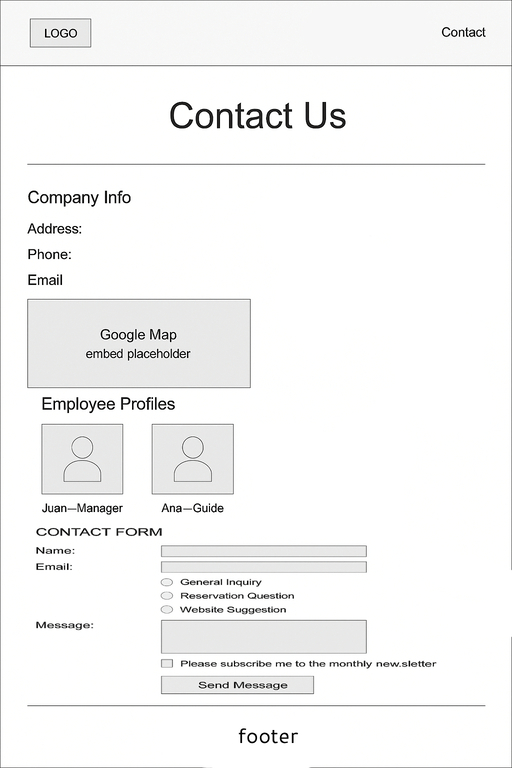 LOGO
Contact
Contact Us
Company Info
Address:
Phone:
Email
Google Map
embed placeholder
Employee Profiles
Juan—Manager
Ana—Guide
CONTACT FORM
Name:
Email:
General Inquiry
Reservation Question
Website Suggestion
Message:
Please subscribe me to the monthly new.sletter
Send Message
footer